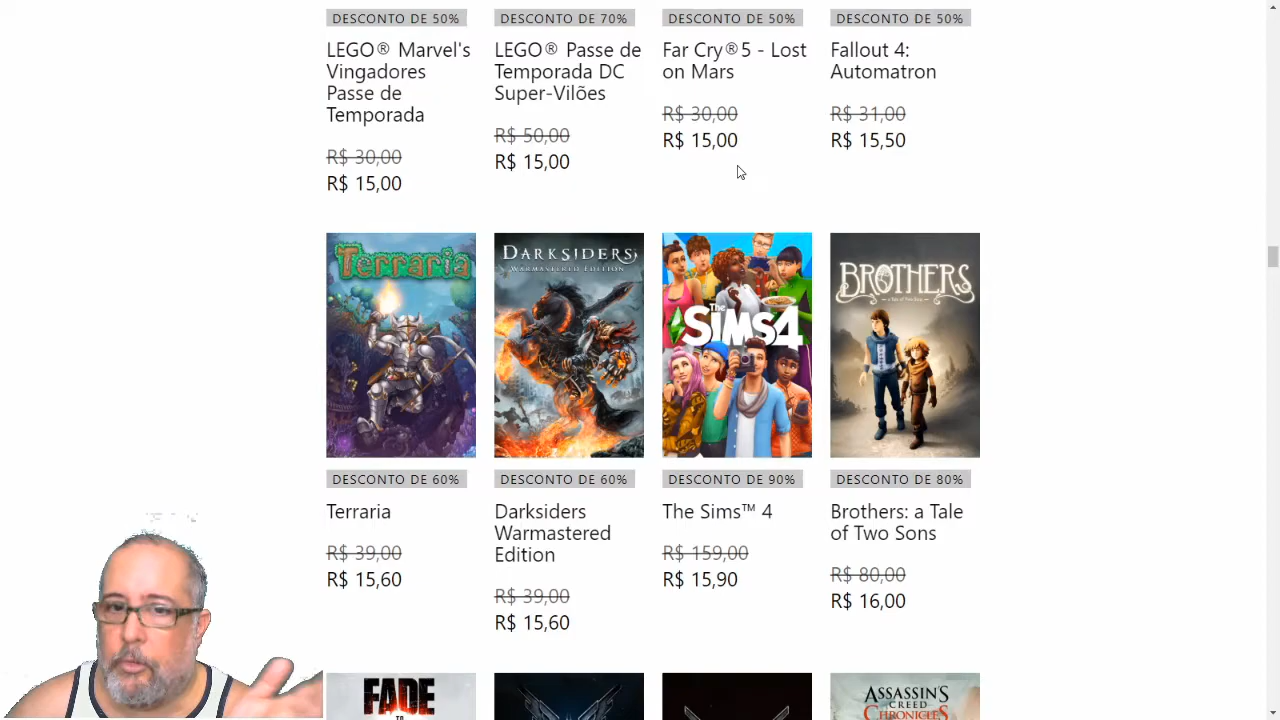 DESCONTO DE 50%
LEGO® Marvel's
Vingadores
Passe de
Temporada
R$ 30,00
R$ 15,00
DESCONTO DE 70%
LEGO® Passe de
Temporada DC
Super-Vilões
R$ 50,00
R$ 15,00
DESCONTO DE 50%
Far Cry®5 - Lost
on Mars
R$ 30,00
R$ 15,00
DESCONTO DE 50%
Fallout 4:
Automatron
R$ 31,00
R$ 15,50
Terraria
DESCONTO DE 60%
Terraria
R$ 39,00
R$ 15,60
DARKSIDERS
WARMASTERED EDITION
DESCONTO DE 60%
Darksiders
Warmastered
Edition
R$ 39,00
R$ 15,60
The
SIMS4
DESCONTO DE 90%
The Sims™ 4
R$ 159,00
R$ 15,90
BROTHERS
DESCONTO DE 80%
Brothers: a Tale
of Two Sons
R$ 80,00
R$ 16,00
FADE
ASSASSIN'S
CREED
CHRONICLES